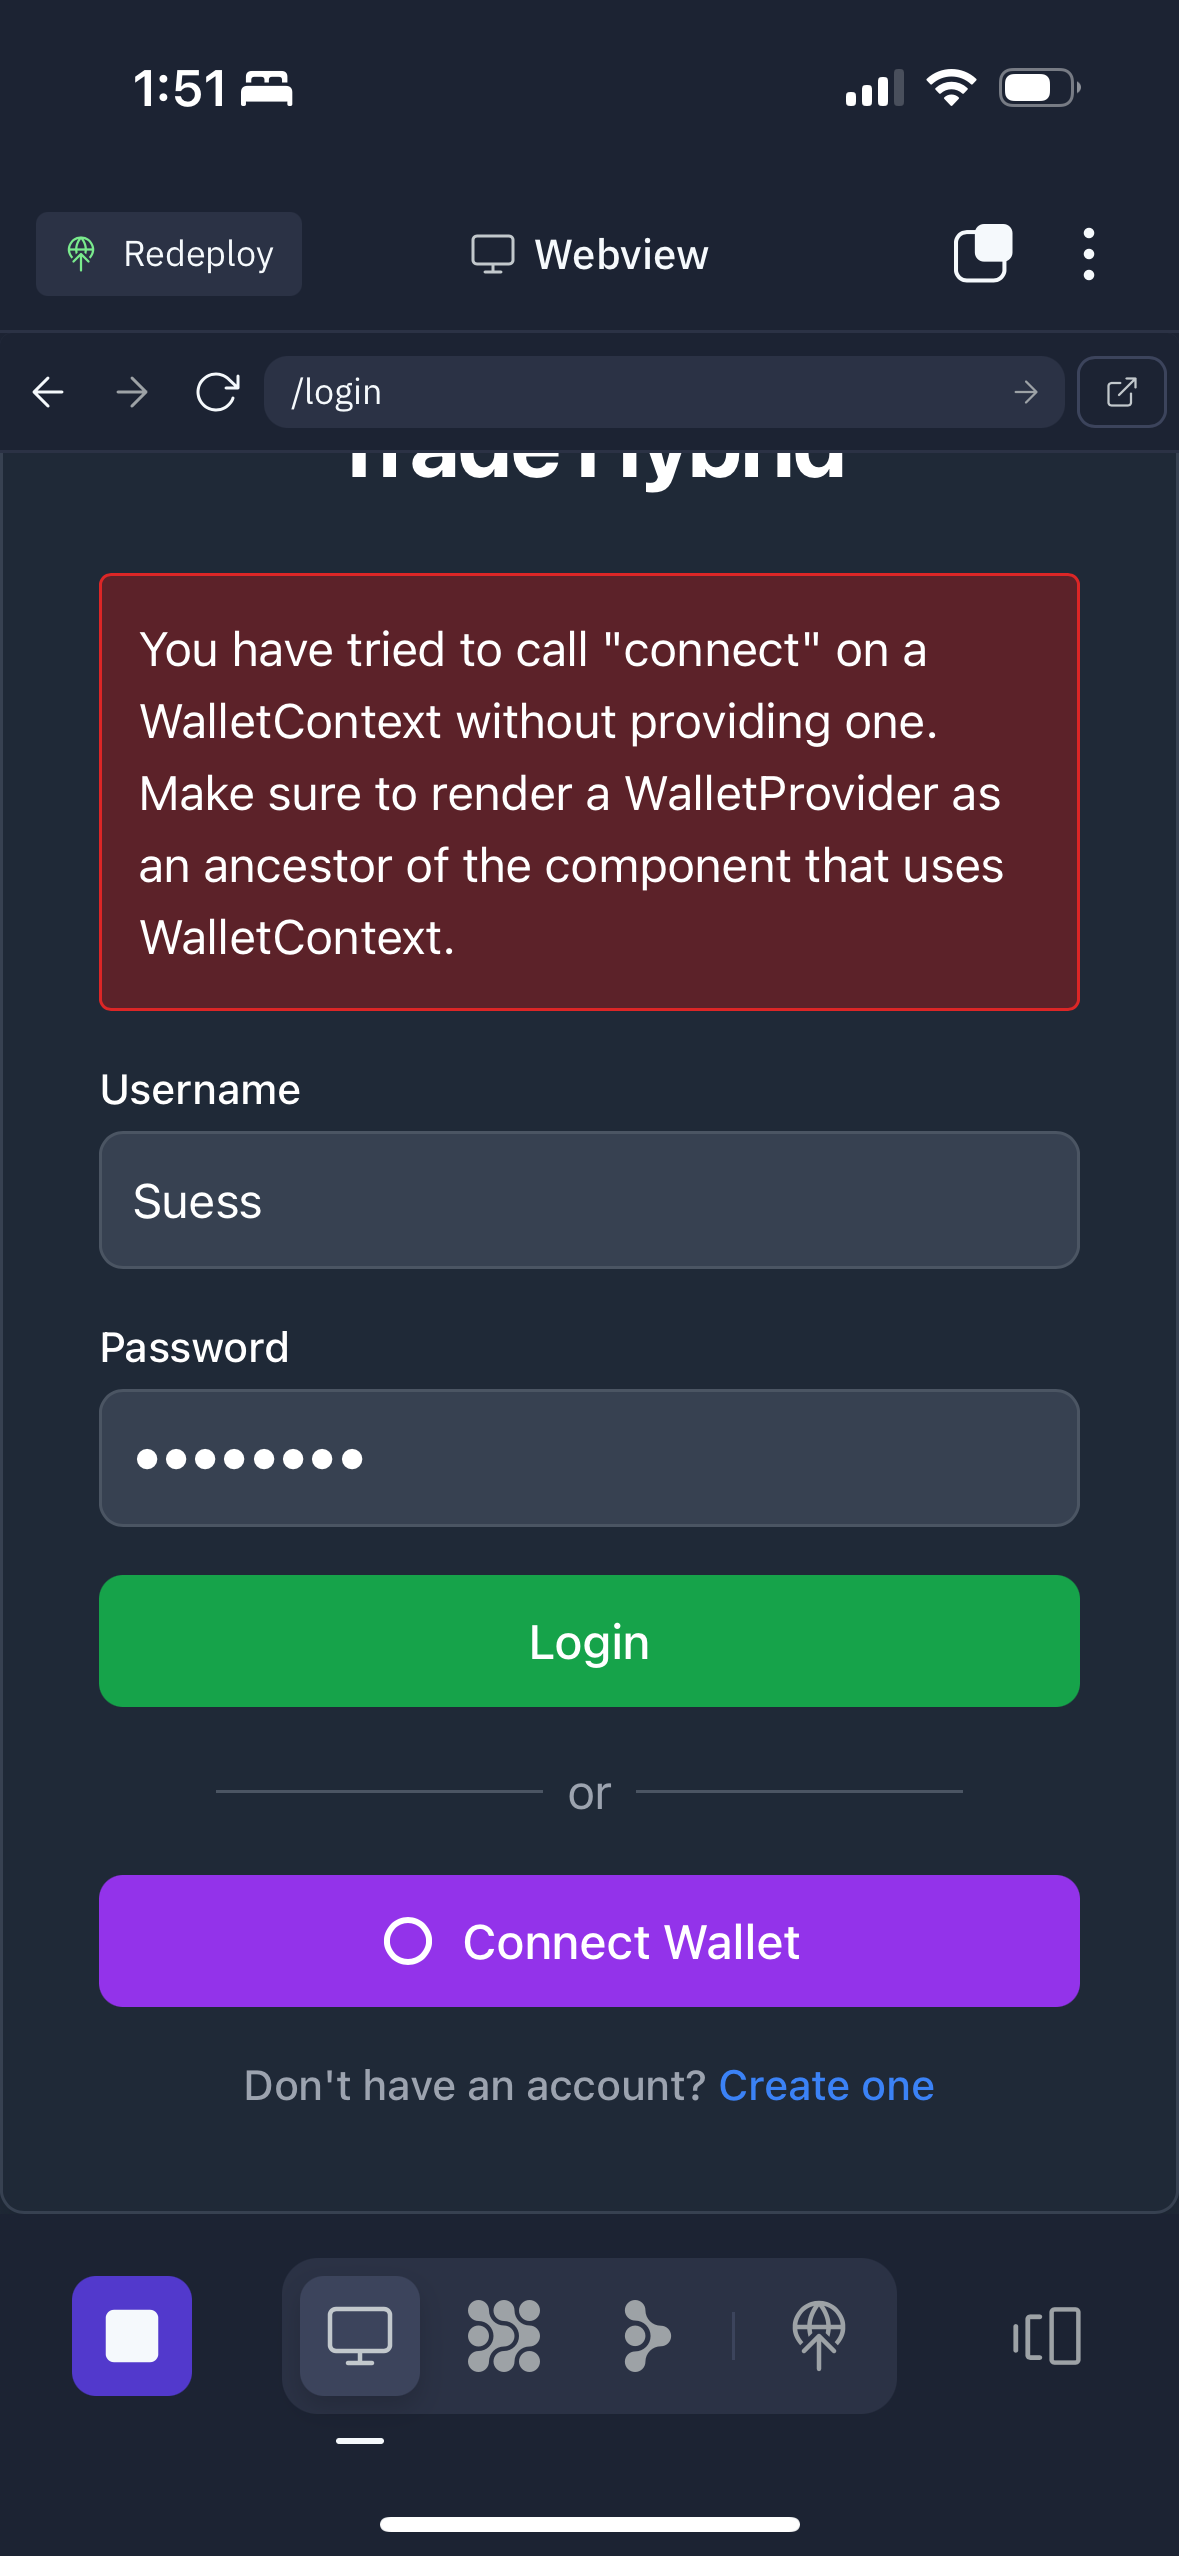 1:51
Redeploy
Webview
/login
Trade Hybrid
You have tried to call "connect" on a
WalletContext without providing one.
Make sure to render a WalletProvider as
an ancestor of the component that uses
WalletContext.
Username
Suess
Password
••••••••
Login
or
Connect Wallet
Don't have an account? Create one